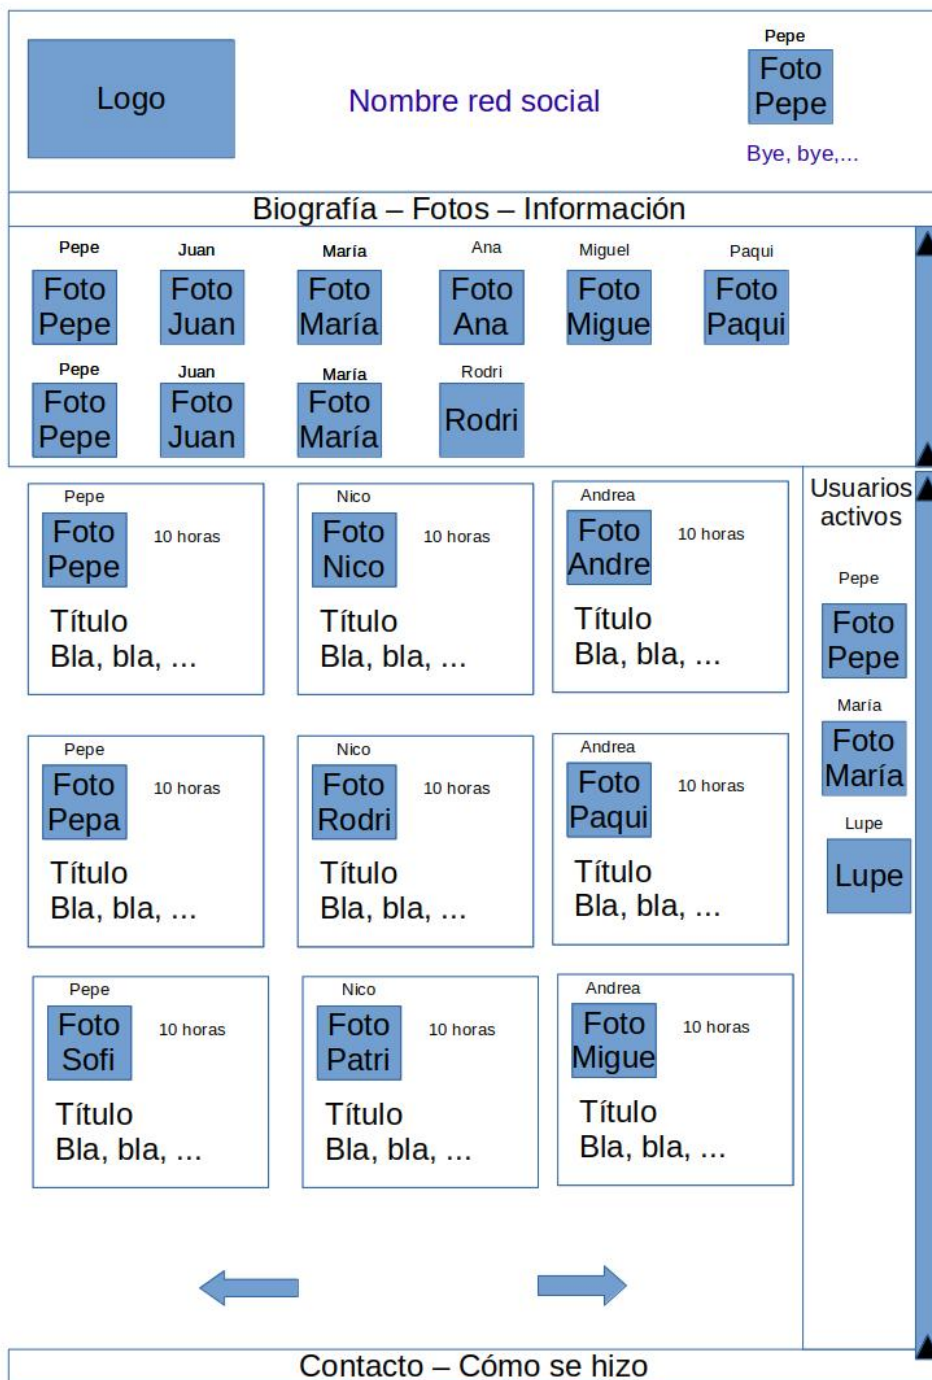 Pepe
Logo
Nombre red social
Foto
Pepe
Bye, bye,...
Biografía – Fotos – Información
Pepe Juan María Ana Miguel Paqui
Foto Foto Foto Foto Foto Foto
Pepe Juan María Ana Migue Paqui
Pepe Juan María Rodri
Foto Foto Foto Rodri
Pepe Juan María
Usuarios
activos
Pepe
Foto
Pepe
10 horas
Título
Bla, bla, ...
Nico
Foto
Nico
10 horas
Título
Bla, bla, ...
Andrea
Foto
Andre
10 horas
Título
Bla, bla, ...
Pepe
Foto
Pepe
María
Foto
María
Lupe
Lupe
Pepe
Foto
Pepa
10 horas
Título
Bla, bla, ...
Nico
Foto
Rodri
10 horas
Título
Bla, bla, ...
Andrea
Foto
Paqui
10 horas
Título
Bla, bla, ...
Pepe
Foto
Sofi
10 horas
Título
Bla, bla, ...
Nico
Foto
Patri
10 horas
Título
Bla, bla, ...
Andrea
Foto
Migue
10 horas
Título
Bla, bla, ...
Contacto – Cómo se hizo